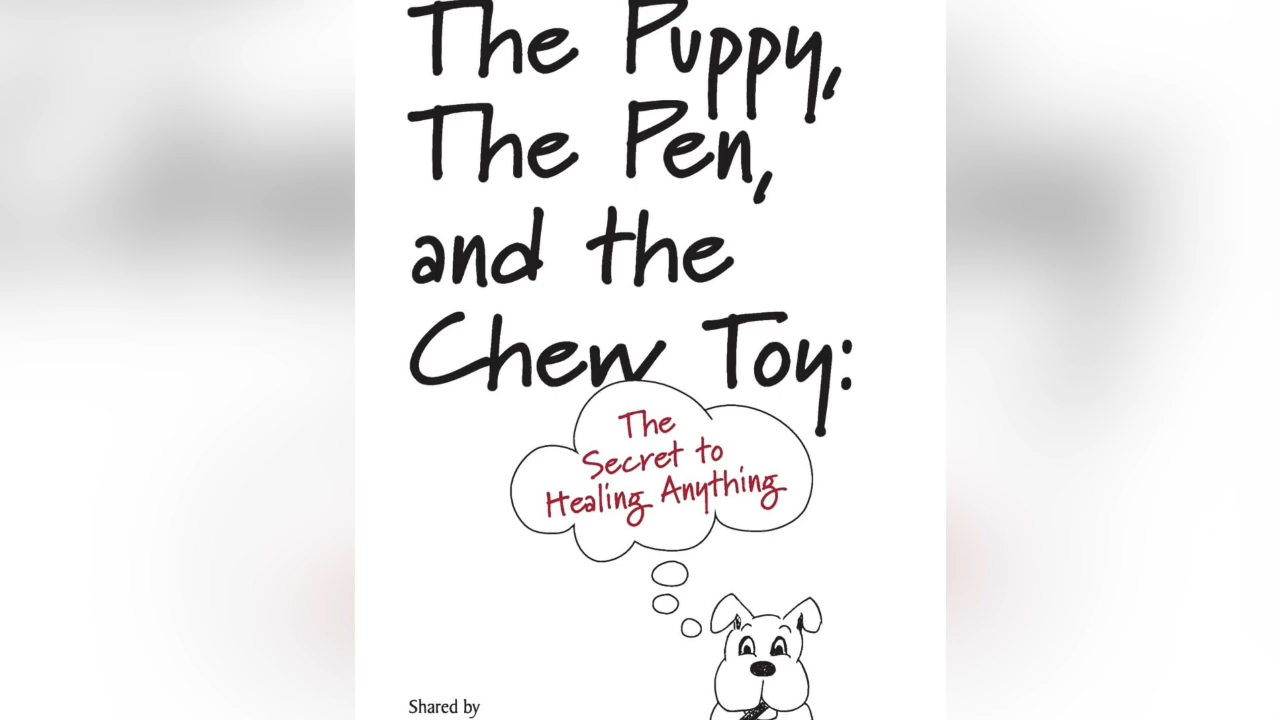 The Puppy,
The Pen,
and the
Chew Toy:
The
Secret to
Healing Anything
Shared by